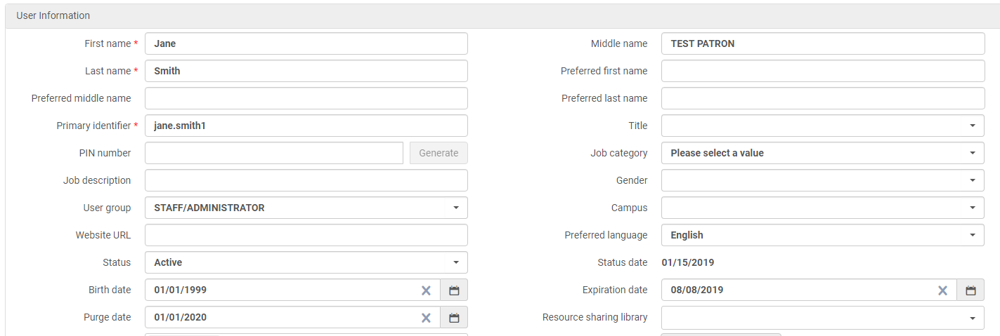 User Information
First name * Jane Middle name TEST PATRON
Last name * Smith Preferred first name
Preferred middle name Preferred last name
Primary identifier * jane.smith1 Title
PIN number Generate Job category Please select a value
Job description Gender
User group STAFF/ADMINISTRATOR Campus
Website URL Preferred language English
Status Active Status date 01/15/2019
Birth date 01/01/1999 Expiration date 08/08/2019
Purge date 01/01/2020 Resource sharing library